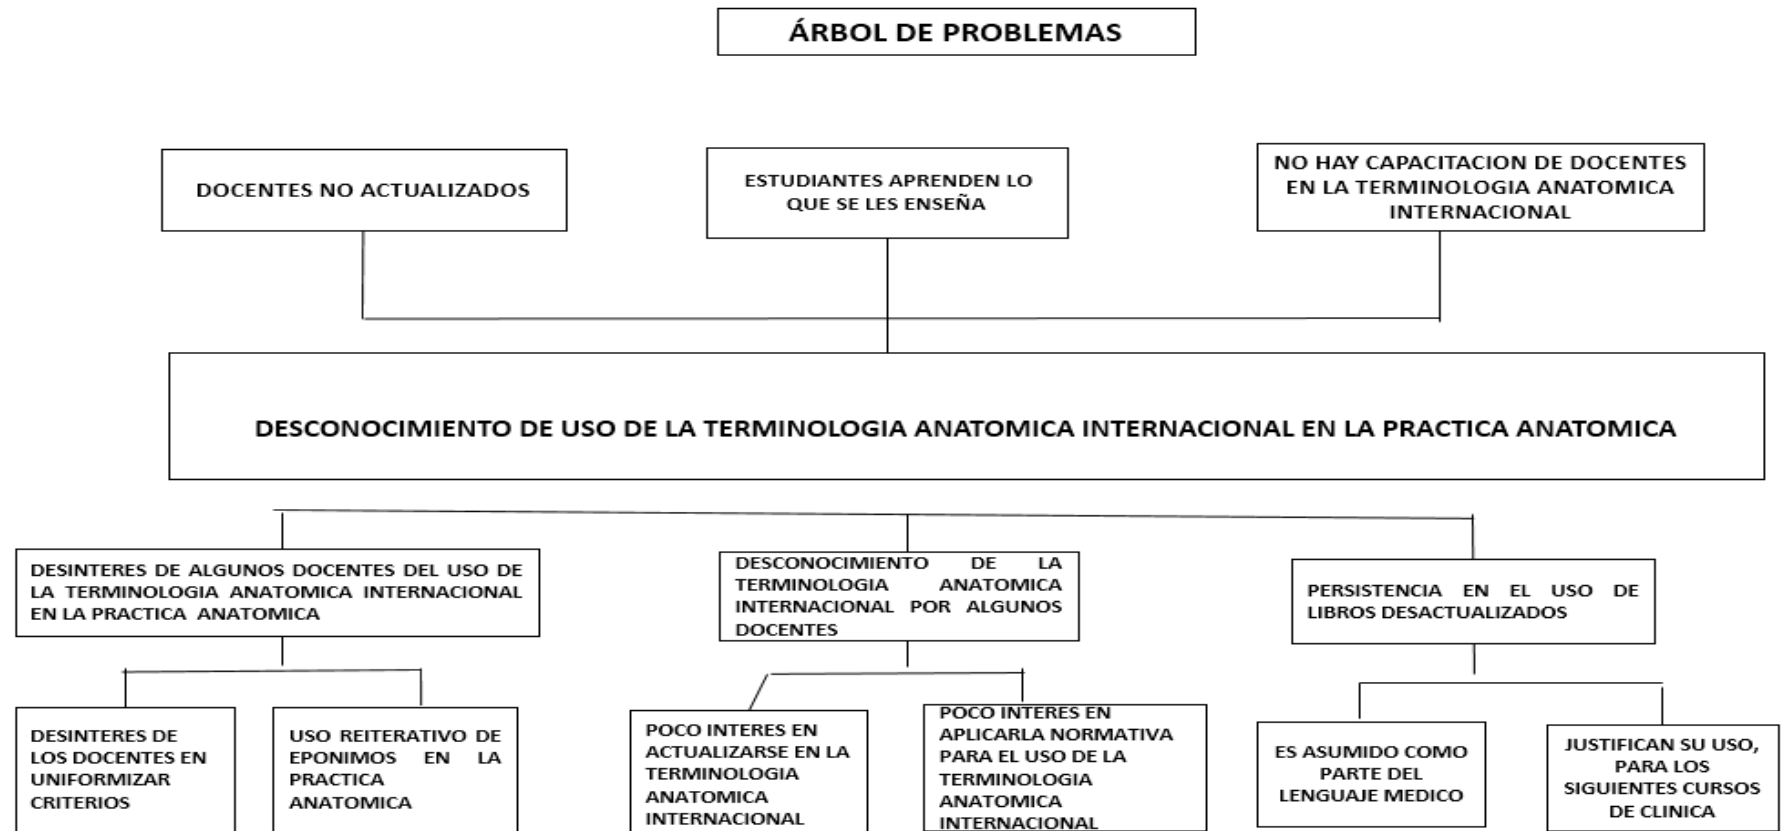 ÁRBOL DE PROBLEMAS
DOCENTES NO ACTUALIZADOS
ESTUDIANTES APRENDEN LO
QUE SE LES ENSEÑA
NO HAY CAPACITACION DE DOCENTES
EN LA TERMINOLOGIA ANATOMICA
INTERNACIONAL
DESCONOCIMIENTO DE USO DE LA TERMINOLOGIA ANATOMICA INTERNACIONAL EN LA PRACTICA ANATOMICA
DESINTERES DE ALGUNOS DOCENTES DEL USO DE
LA TERMINOLOGIA ANATOMICA INTERNACIONAL
EN LA PRACTICA ANATOMICA
DESCONOCIMIENTO DE LA
TERMINOLOGIA ANATOMICA
INTERNACIONAL POR ALGUNOS
DOCENTES
PERSISTENCIA EN EL USO DE
LIBROS DESACTUALIZADOS
DESINTERES DE
LOS DOCENTES EN
UNIFORMIZAR
CRITERIOS
USO REITERATIVO DE
EPONIMOS EN LA
PRACTICA
ANATOMICA
POCO INTERES EN
ACTUALIZARSE EN LA
TERMINOLOGIA
ANATOMICA
INTERNACIONAL
POCO INTERES EN
APLICARLA NORMATIVA
PARA EL USO DE LA
TERMINOLOGIA
ANATOMICA
INTERNACIONAL
ES ASUMIDO COMO
PARTE DEL
LENGUAJE MEDICO
JUSTIFICAN SU USO,
PARA LOS
SIGUIENTES CURSOS
DE CLINICA